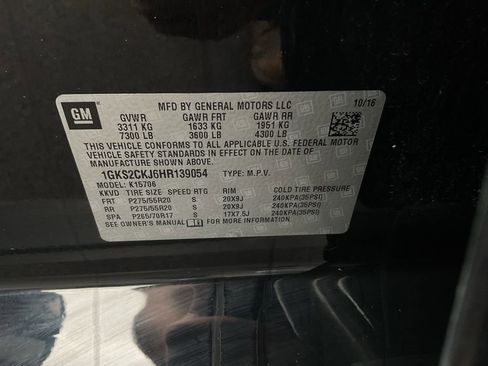 GM
MFD BY GENERAL MOTORS LLC 10/16
GVWR GAWR FRT GAWR RR
3311 KG 1633 KG 1951 KG
7300 LB 3600 LB 4300 LB
THIS VEHICLE CONFORMS TO ALL APPLICABLE U.S. FEDERAL MOTOR
VEHICLE SAFETY STANDARDS IN EFFECT ON THE DATE OF
MANUFACTURE SHOWN ABOVE.
1GKS2CKJ6HR139054 TYPE: M.P.V.
MODEL: K15706
KKVD TIRE SIZE SPEED RTG RIM COLD TIRE PRESSURE
FRT P275/55R20 S 20X9J 240KPA(35PSI)
RR P275/55R20 S 20X9J 240KPA(35PSI)
SPA P265/70R17 S 17X7.5J 240KPA(35PSI)
SEE OWNER'S MANUAL FOR MORE INFORMATION.